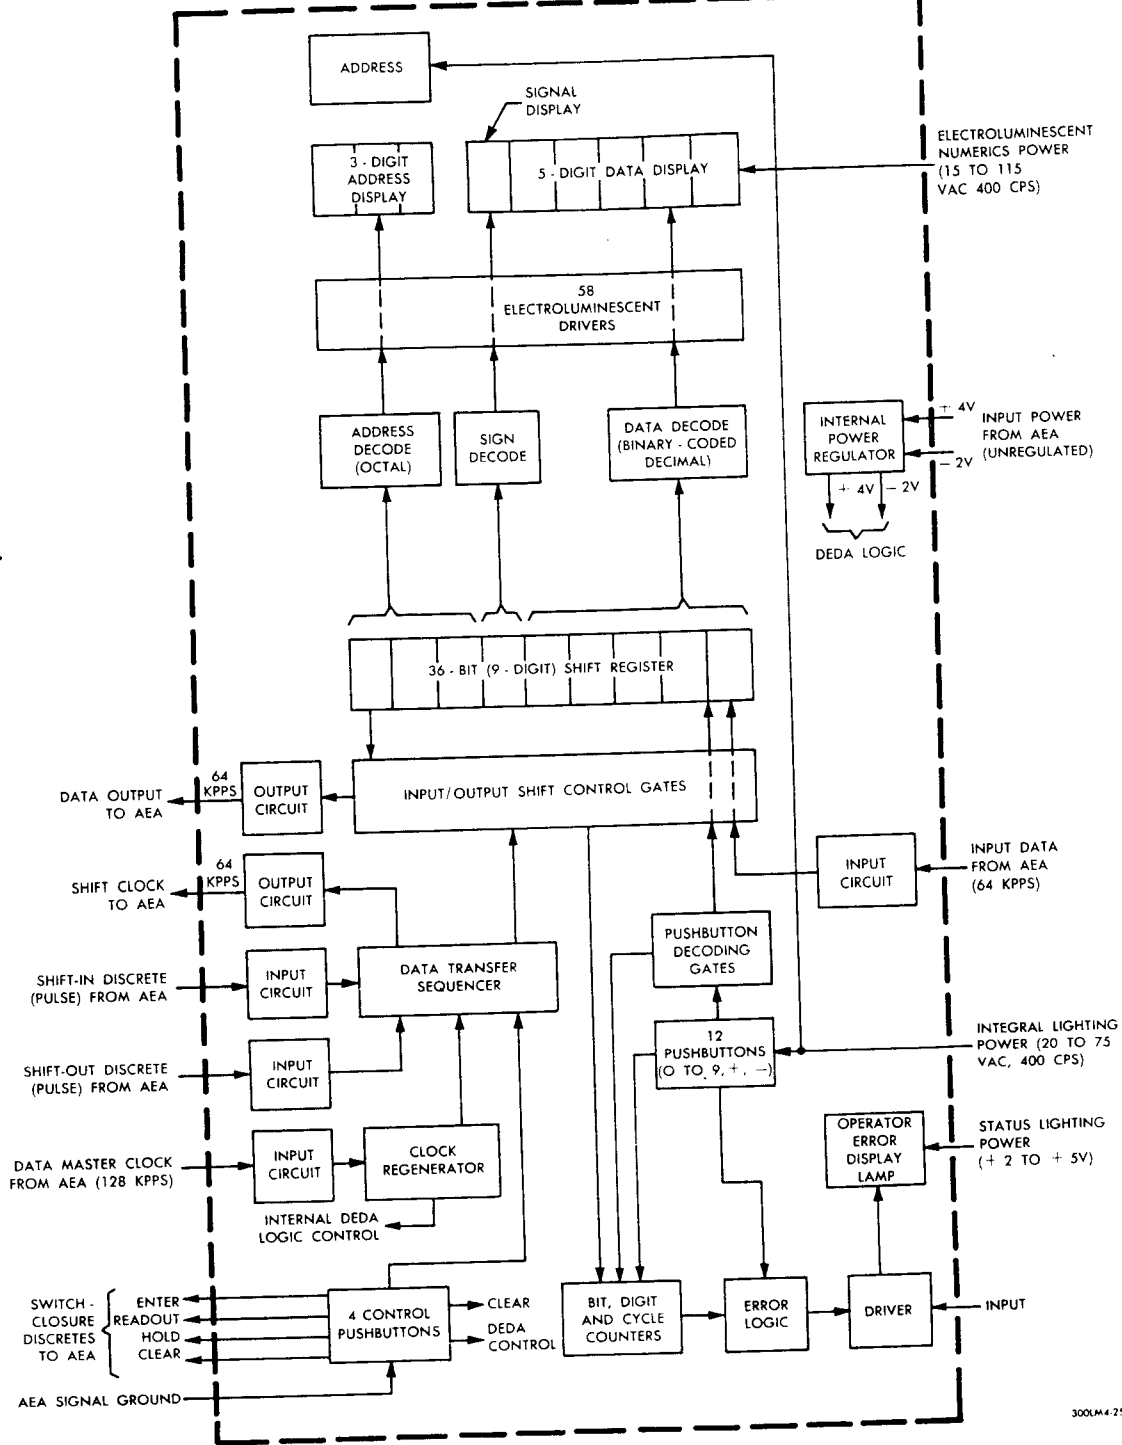 ADDRESS
SIGNAL
DISPLAY
3 - DIGIT
ADDRESS
DISPLAY
5 - DIGIT DATA DISPLAY
ELECTROLUMINESCENT
NUMERICS POWER
(15 TO 115
VAC 400 CPS)
58
ELECTROLUMINESCENT
DRIVERS
ADDRESS
DECODE
(OCTAL)
SIGN
DECODE
DATA DECODE
(BINARY - CODED
DECIMAL)
INTERNAL
POWER
REGULATOR
+ 4V
- 2V
INPUT POWER
FROM AEA
(UNREGULATED)
+ 4V
- 2V
DEDA LOGIC
36 - BIT (9 - DIGIT) SHIFT REGISTER
DATA OUTPUT
TO AEA
64
KPPS
OUTPUT
CIRCUIT
INPUT/OUTPUT SHIFT CONTROL GATES
SHIFT CLOCK
TO AEA
64
KPPS
OUTPUT
CIRCUIT
INPUT
CIRCUIT
INPUT DATA
FROM AEA
(64 KPPS)
SHIFT-IN DISCRETE
(PULSE) FROM AEA
INPUT
CIRCUIT
DATA TRANSFER
SEQUENCER
PUSHBUTTON
DECODING
GATES
SHIFT-OUT DISCRETE
(PULSE) FROM AEA
INPUT
CIRCUIT
12
PUSHBUTTONS
(0 TO 9, +, -)
INTEGRAL LIGHTING
POWER (20 TO 75
VAC, 400 CPS)
DATA MASTER CLOCK
FROM AEA (128 KPPS)
INPUT
CIRCUIT
CLOCK
REGENERATOR
OPERATOR
ERROR
DISPLAY
LAMP
STATUS LIGHTING
POWER
(+ 2 TO + 5V)
INTERNAL DEDA
LOGIC CONTROL
SWITCH -
CLOSURE
DISCRETES
TO AEA
ENTER
READOUT
HOLD
CLEAR
4 CONTROL
PUSHBUTTONS
CLEAR
DEDA
CONTROL
BIT, DIGIT
AND CYCLE
COUNTERS
ERROR
LOGIC
DRIVER
INPUT
AEA SIGNAL GROUND